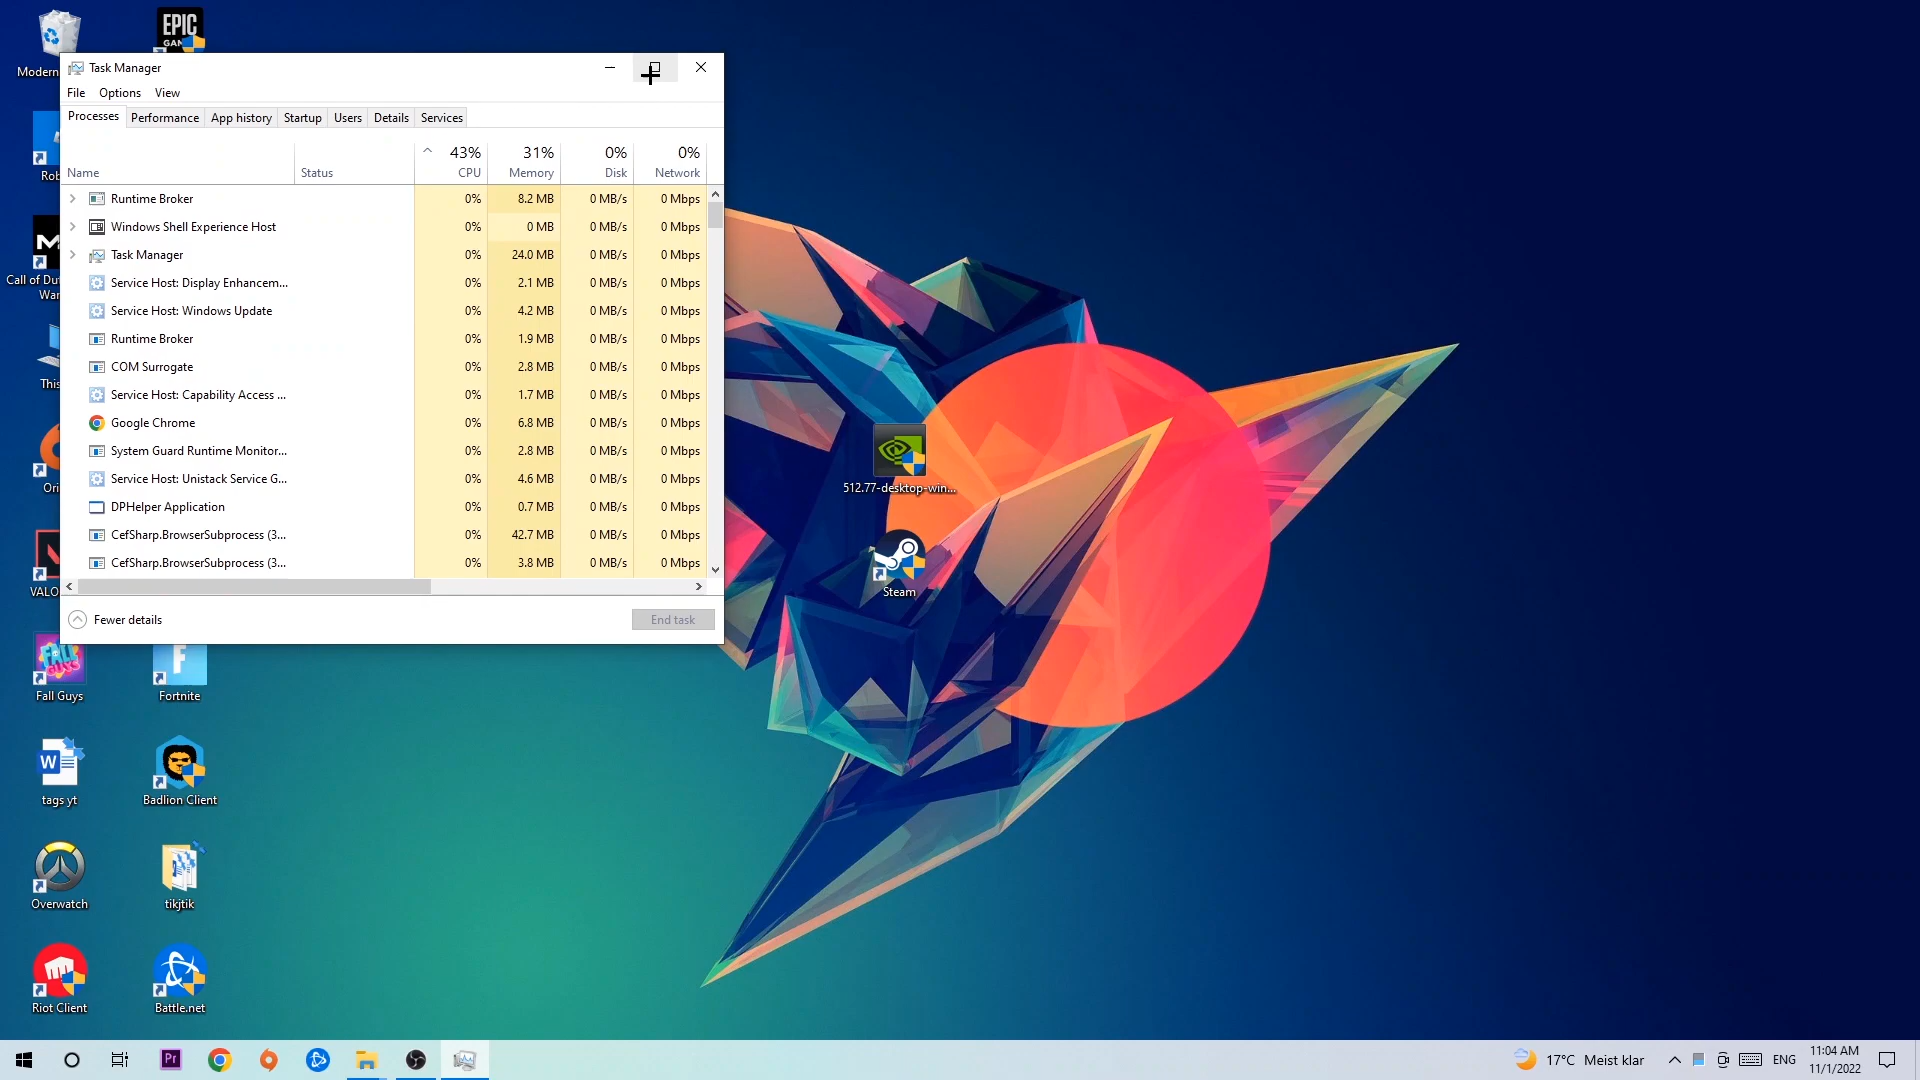 EPIC
GAM
Modern
Task Manager
File Options View
Processes Performance App history Startup Users Details Services
43% 31% 0% 0%
Name Status CPU Memory Disk Network
Runtime Broker 0% 8.2 MB 0 MB/s 0 Mbps
Windows Shell Experience Host 0% 0 MB 0 MB/s 0 Mbps
Task Manager 0% 24.0 MB 0 MB/s 0 Mbps
Service Host: Display Enhancem... 0% 2.1 MB 0 MB/s 0 Mbps
Service Host: Windows Update 0% 4.2 MB 0 MB/s 0 Mbps
Runtime Broker 0% 1.9 MB 0 MB/s 0 Mbps
COM Surrogate 0% 2.8 MB 0 MB/s 0 Mbps
Service Host: Capability Access ... 0% 1.7 MB 0 MB/s 0 Mbps
Google Chrome 0% 6.8 MB 0 MB/s 0 Mbps
System Guard Runtime Monitor... 0% 2.8 MB 0 MB/s 0 Mbps
Service Host: Unistack Service G... 0% 4.6 MB 0 MB/s 0 Mbps
DPHelper Application 0% 0.7 MB 0 MB/s 0 Mbps
CefSharp.BrowserSubprocess (3... 0% 42.7 MB 0 MB/s 0 Mbps
CefSharp.BrowserSubprocess (3... 0% 3.8 MB 0 MB/s 0 Mbps
Fewer details End task
Rob
M
Call of Du
War
This
Ori
VALO
512.77-desktop-win...
Steam
FALL
GUYS
Fall Guys
F
Fortnite
W
tags yt
Badlion Client
Overwatch
tikjtik
Riot Client
Battle.net
Pr
17°C Meist klar
ENG
11:04 AM
11/1/2022